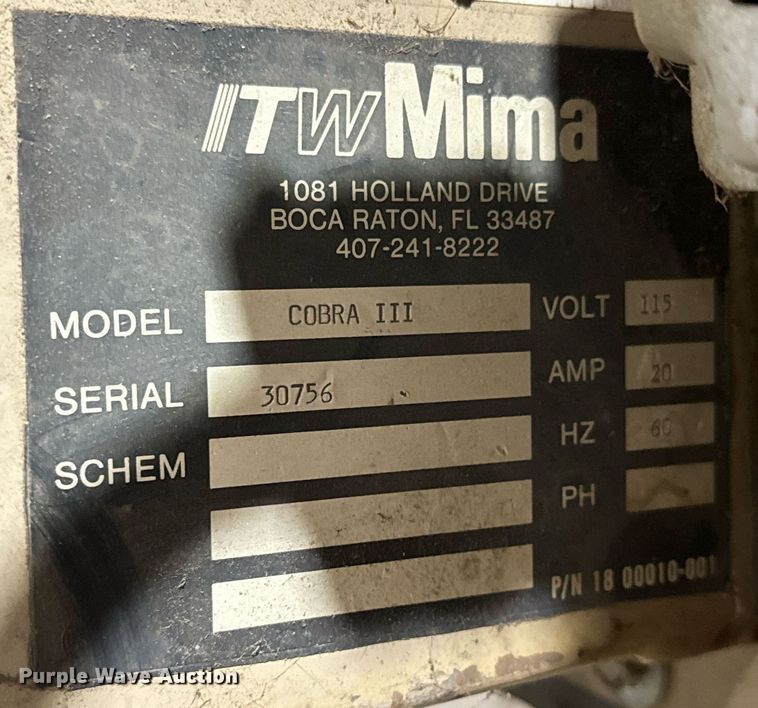 ITW Mima
1081 HOLLAND DRIVE
BOCA RATON, FL 33487
407-241-8222
MODEL COBRA III VOLT 115
SERIAL 30756 AMP 20
SCHEM HZ 60
PH
P/N 18 00010-001
Purple Wave Auction